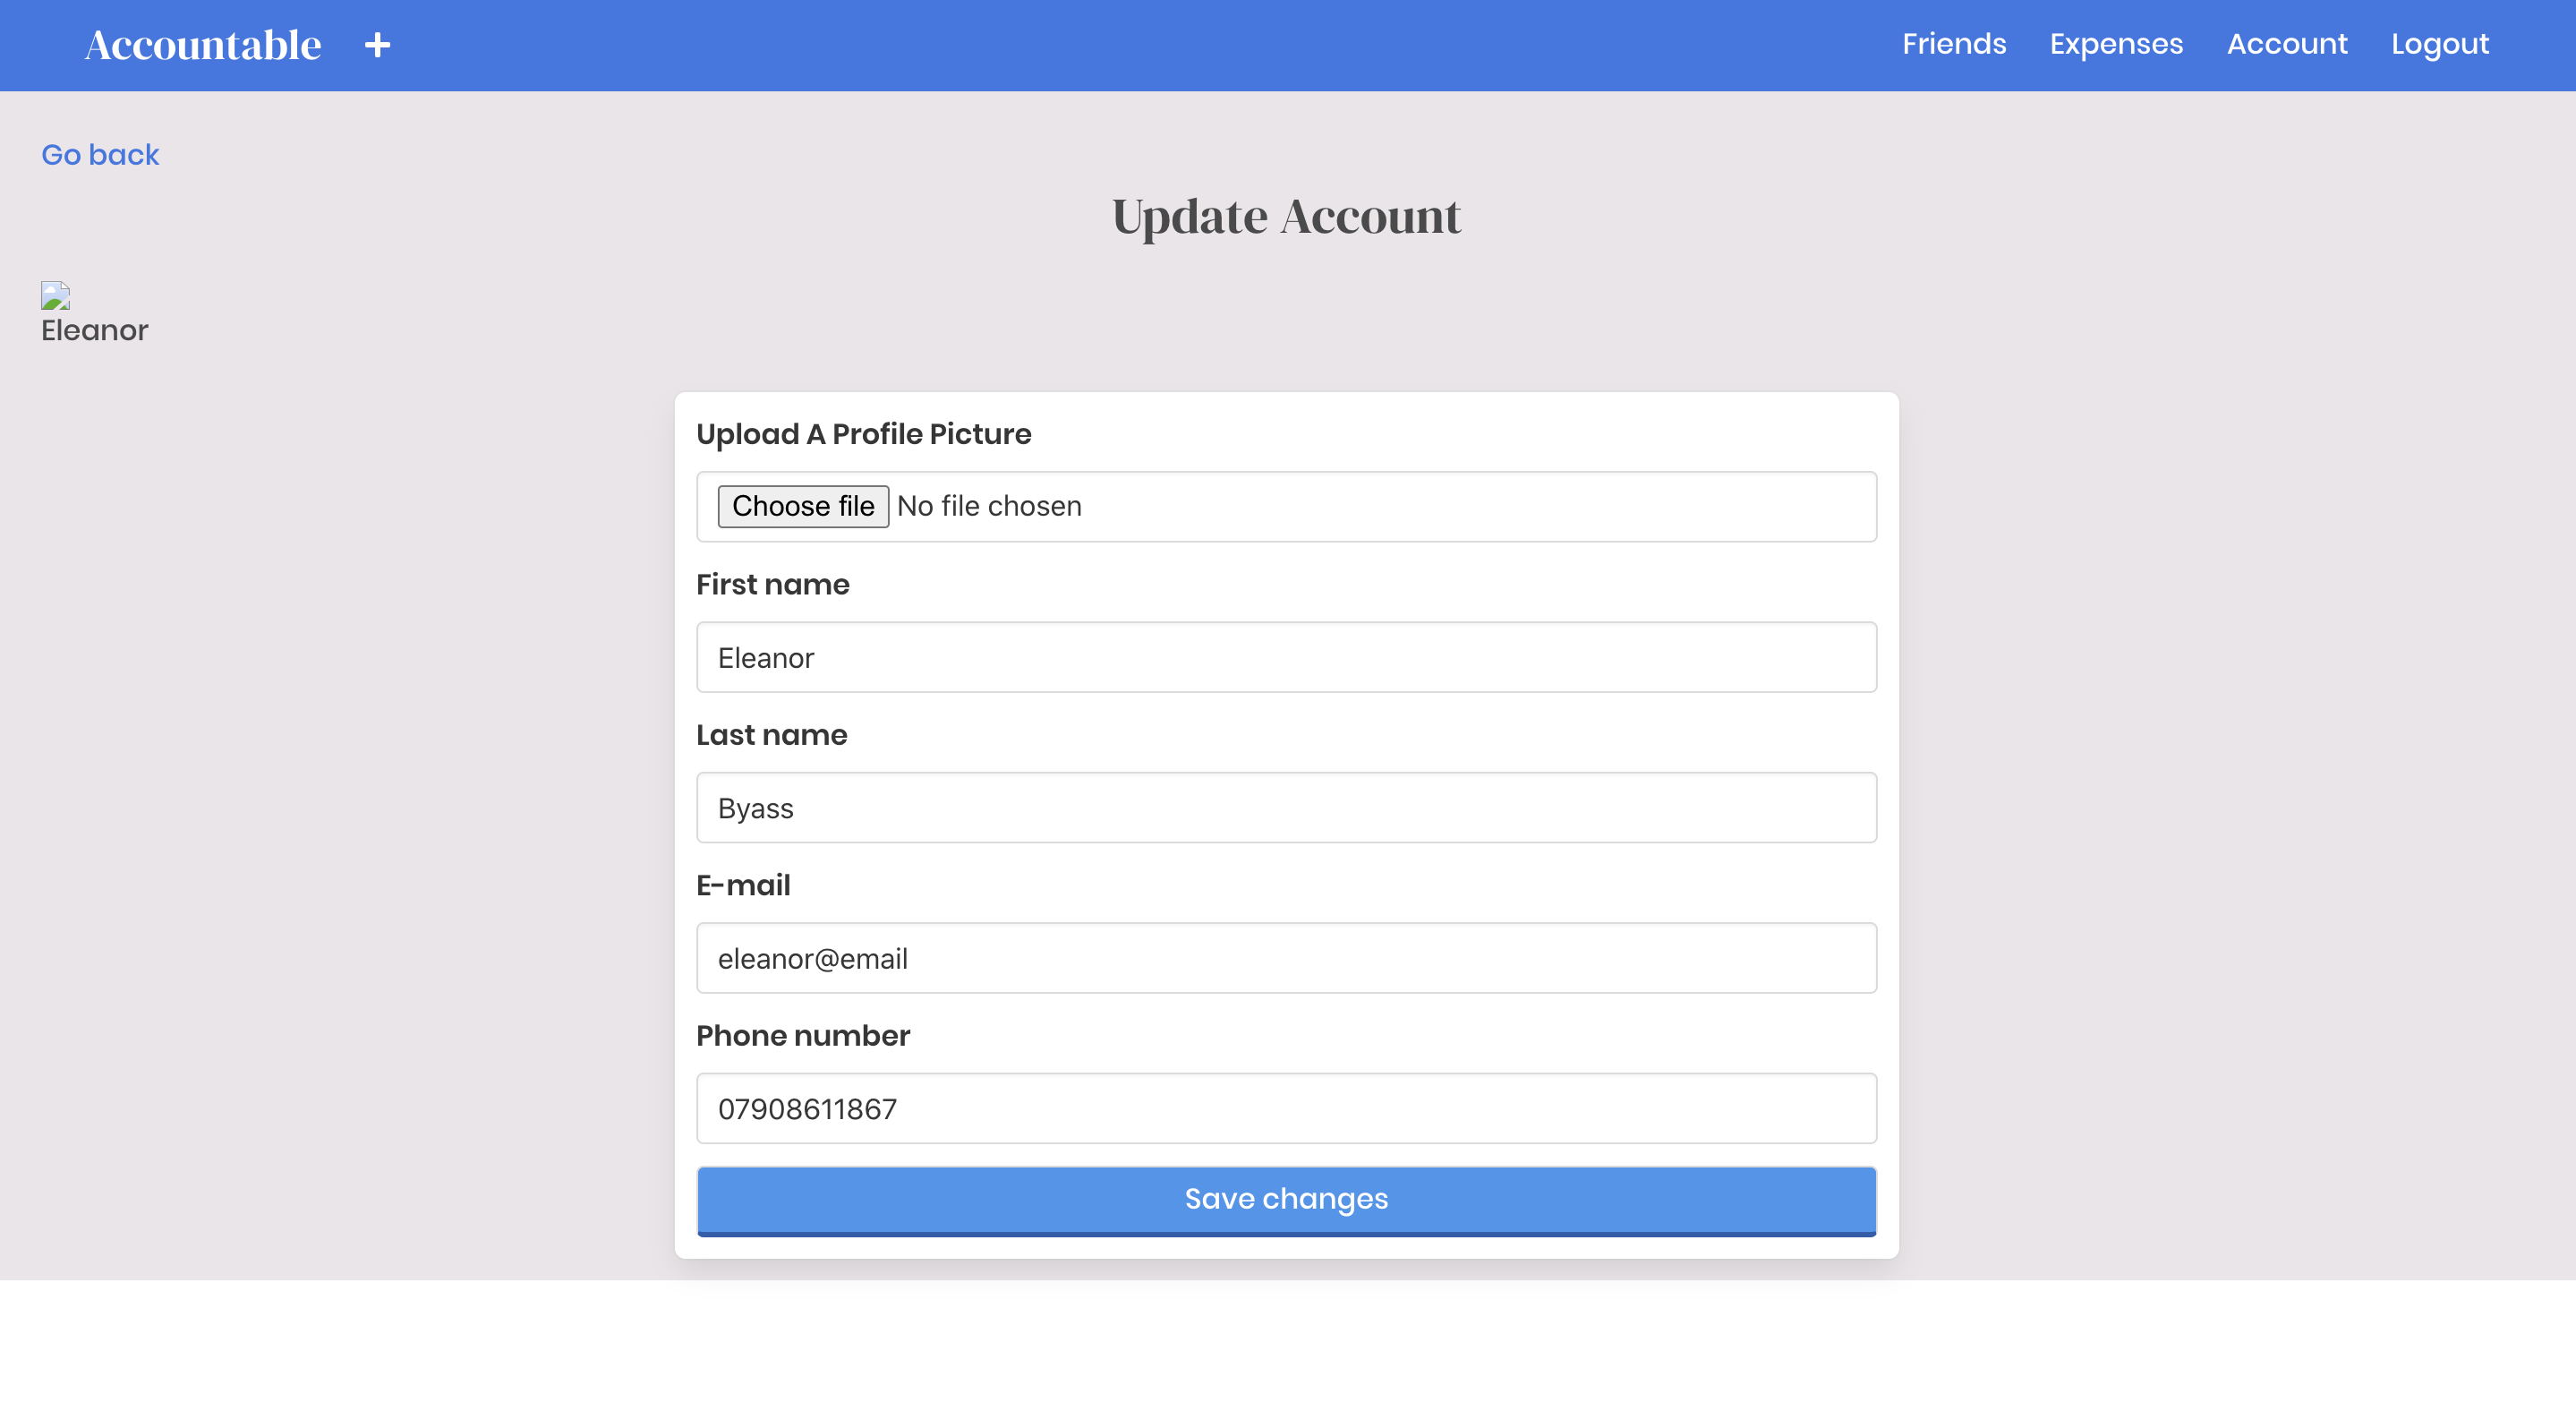 Accountable + Friends Expenses Account Logout
Go back
Update Account
Eleanor
Upload A Profile Picture
Choose file No file chosen
First name
Eleanor
Last name
Byass
E-mail
eleanor@email
Phone number
07908611867
Save changes